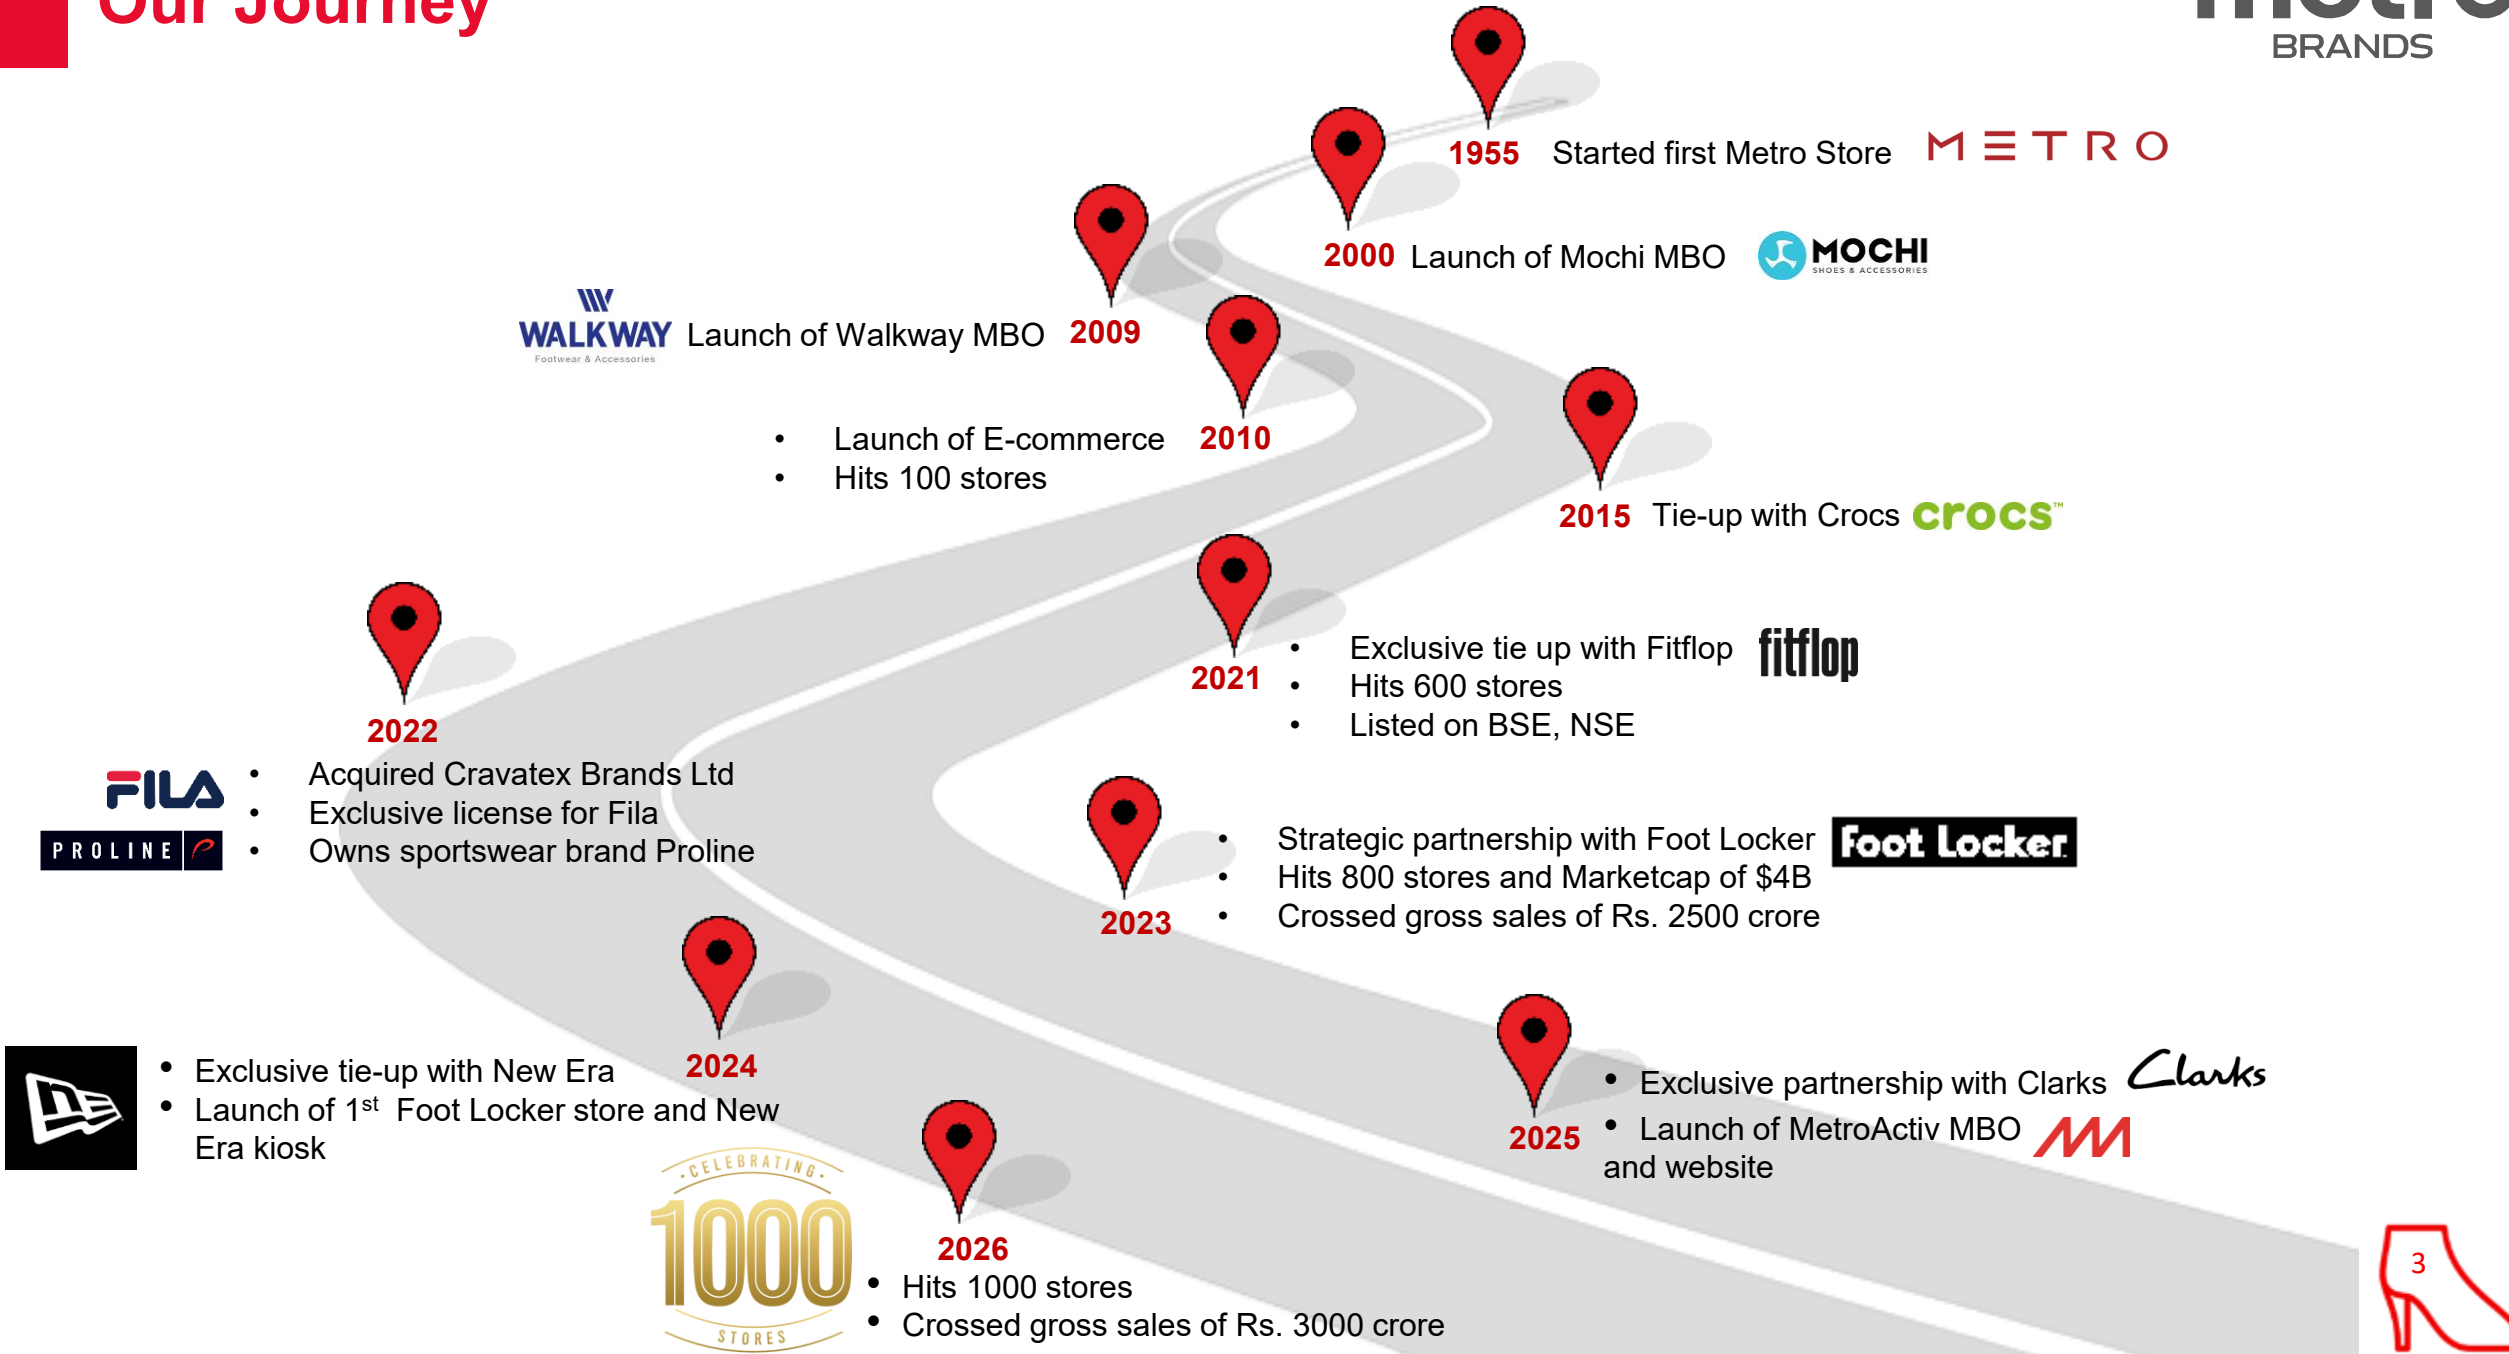 Our Journey
metro
BRANDS
1955 Started first Metro Store METRO
2000 Launch of Mochi MBO MOCHI
SHOES & ACCESSORIES
WALKWAY
Footwear & Accessories
Launch of Walkway MBO 2009
• Launch of E-commerce 2010
• Hits 100 stores
2015 Tie-up with Crocs crocs™
2021
• Exclusive tie up with Fitflop fitflop
• Hits 600 stores
• Listed on BSE, NSE
2022
FILA
PROLINE
• Acquired Cravatex Brands Ltd
• Exclusive license for Fila
• Owns sportswear brand Proline
2023
• Strategic partnership with Foot Locker Foot Locker
• Hits 800 stores and Marketcap of $4B
• Crossed gross sales of Rs. 2500 crore
2024
• Exclusive tie-up with New Era
• Launch of 1st Foot Locker store and New
Era kiosk
2025
• Exclusive partnership with Clarks Clarks
• Launch of MetroActiv MBO
and website
·CELEBRATING·
1000
STORES
2026
• Hits 1000 stores
• Crossed gross sales of Rs. 3000 crore
3